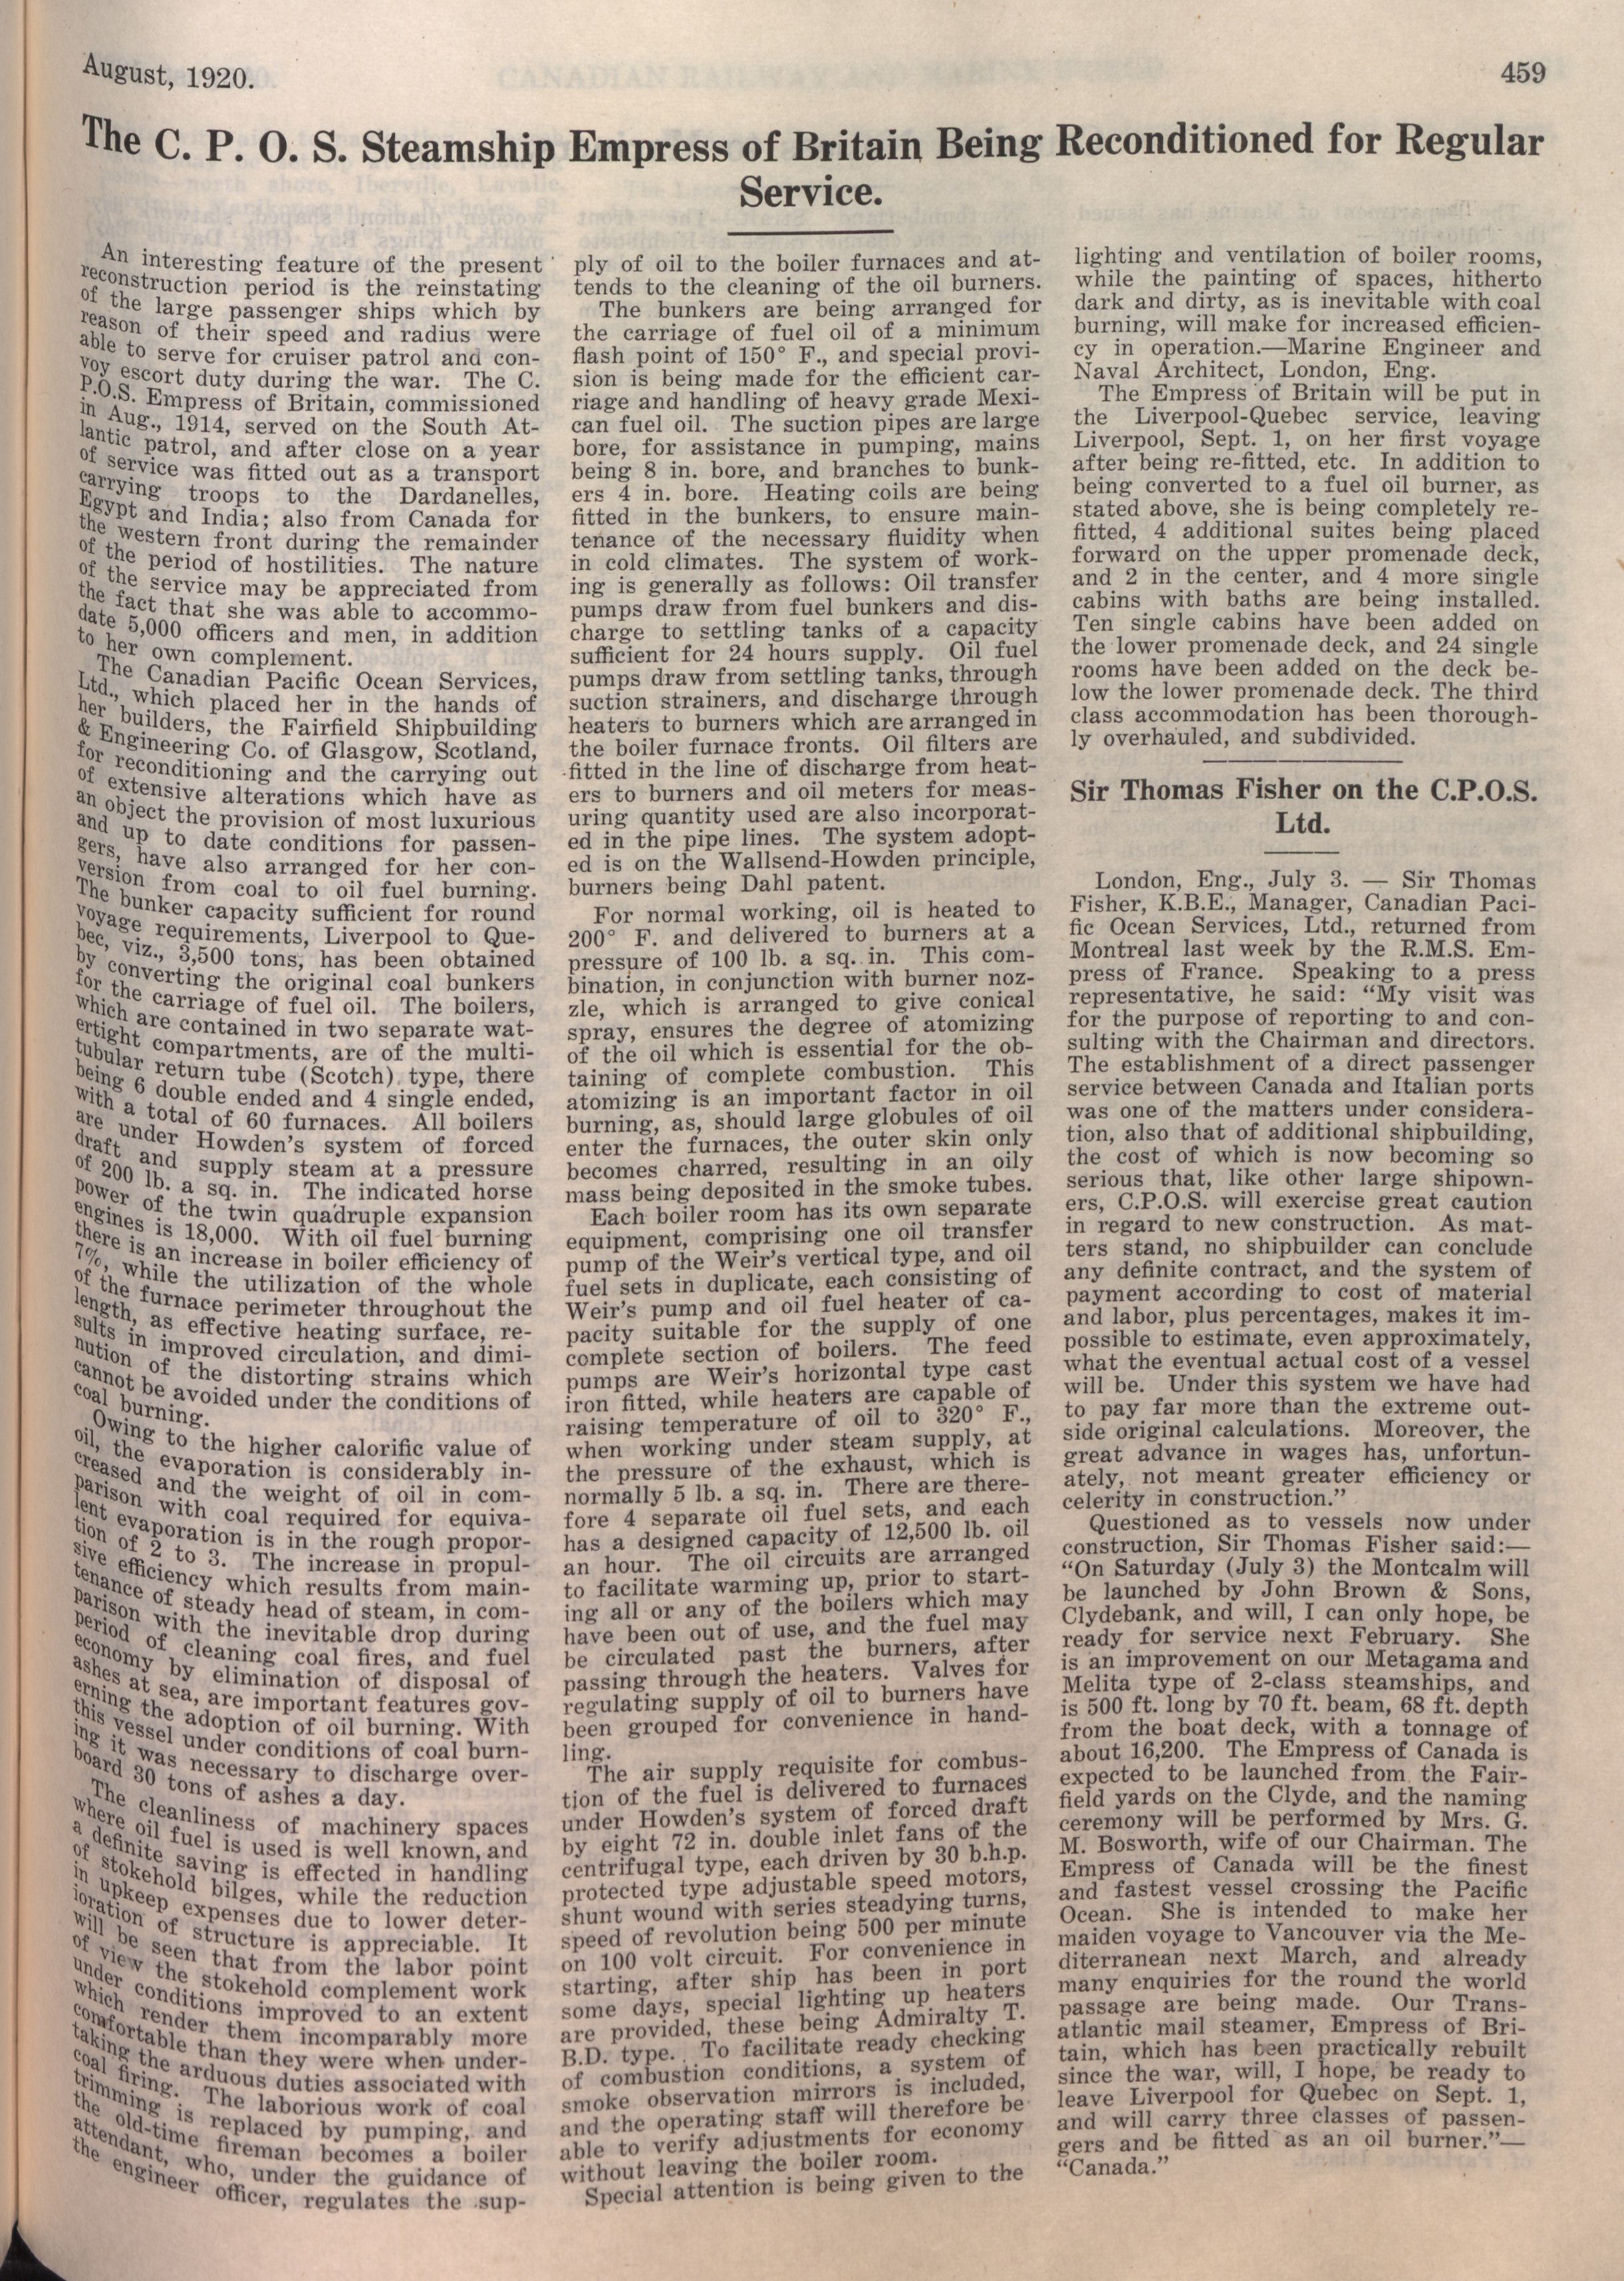 August, 1920.
459
The C. P. O. S. Steamship Empress of Britain Being Reconditioned for Regular
Service.
An interesting feature of the present
reconstruction period is the reinstating
of the large passenger ships which by
reason of their speed and radius were
able to serve for cruiser patrol and con-
voy escort duty during the war. The C.
P.O.S. Empress of Britain, commissioned
in Aug., 1914, served on the South At-
lantic patrol, and after close on a year
of service was fitted out as a transport
carrying troops to the Dardanelles,
Egypt and India; also from Canada for
the western front during the remainder
of the period of hostilities. The nature
of the service may be appreciated from
the fact that she was able to accommo-
date 5,000 officers and men, in addition
to her own complement.
The Canadian Pacific Ocean Services,
Ltd., which placed her in the hands of
her builders, the Fairfield Shipbuilding
& Engineering Co. of Glasgow, Scotland,
for reconditioning and the carrying out
of extensive alterations which have as
an object the provision of most luxurious
and up to date conditions for passen-
gers, have also arranged for her con-
version from coal to oil fuel burning.
The bunker capacity sufficient for round
voyage requirements, Liverpool to Que-
bec, viz., 3,500 tons, has been obtained
by converting the original coal bunkers
for the carriage of fuel oil. The boilers,
which are contained in two separate wat-
ertight compartments, are of the multi-
tubular return tube (Scotch) type, there
being 6 double ended and 4 single ended,
with a total of 60 furnaces. All boilers
are under Howden's system of forced
draft and supply steam at a pressure
of 200 lb. a sq. in. The indicated horse
power of the twin quadruple expansion
engines is 18,000. With oil fuel burning
there is an increase in boiler efficiency of
7%, while the utilization of the whole
of the furnace perimeter throughout the
length, as effective heating surface, re-
sults in improved circulation, and dimi-
nution of the distorting strains which
cannot be avoided under the conditions of
coal burning.
Owing to the higher calorific value of
oil, the evaporation is considerably in-
creased and the weight of oil in com-
parison with coal required for equiva-
lent evaporation is in the rough propor-
tion of 2 to 3. The increase in propul-
sive efficiency which results from main-
tenance of steady head of steam, in com-
parison with the inevitable drop during
period of cleaning coal fires, and fuel
economy by elimination of disposal of
ashes at sea, are important features gov-
erning the adoption of oil burning. With
this vessel under conditions of coal burn-
ing it was necessary to discharge over-
board 30 tons of ashes a day.
The cleanliness of machinery spaces
where oil fuel is used is well known, and
a definite saving is effected in handling
of stokehold bilges, while the reduction
in upkeep expenses due to lower deter-
ioration of structure is appreciable. It
will be seen that from the labor point
of view the stokehold complement work
under conditions improved to an extent
which render them incomparably more
comfortable than they were when under-
taking the arduous duties associated with
coal firing. The laborious work of coal
trimming is replaced by pumping, and
the old-time fireman becomes a boiler
attendant, who, under the guidance of
the engineer officer, regulates the sup-
ply of oil to the boiler furnaces and at-
tends to the cleaning of the oil burners.
The bunkers are being arranged for
the carriage of fuel oil of a minimum
flash point of 150° F., and special provi-
sion is being made for the efficient car-
riage and handling of heavy grade Mexi-
can fuel oil. The suction pipes are large
bore, for assistance in pumping, mains
being 8 in. bore, and branches to bunk-
ers 4 in. bore. Heating coils are being
fitted in the bunkers, to ensure main-
tenance of the necessary fluidity when
in cold climates. The system of work-
ing is generally as follows: Oil transfer
pumps draw from fuel bunkers and dis-
charge to settling tanks of a capacity
sufficient for 24 hours supply. Oil fuel
pumps draw from settling tanks, through
suction strainers, and discharge through
heaters to burners which are arranged in
the boiler furnace fronts. Oil filters are
fitted in the line of discharge from heat-
ers to burners and oil meters for meas-
uring quantity used are also incorporat-
ed in the pipe lines. The system adopt-
ed is on the Wallsend-Howden principle,
burners being Dahl patent.
For normal working, oil is heated to
200° F. and delivered to burners at a
pressure of 100 lb. a sq. in. This com-
bination, in conjunction with burner noz-
zle, which is arranged to give conical
spray, ensures the degree of atomizing
of the oil which is essential for the ob-
taining of complete combustion. This
atomizing is an important factor in oil
burning, as, should large globules of oil
enter the furnaces, the outer skin only
becomes charred, resulting in an oily
mass being deposited in the smoke tubes.
Each boiler room has its own separate
equipment, comprising one oil transfer
pump of the Weir's vertical type, and oil
fuel sets in duplicate, each consisting of
Weir's pump and oil fuel heater of ca-
pacity suitable for the supply of one
complete section of boilers. The feed
pumps are Weir's horizontal type cast
iron fitted, while heaters are capable of
raising temperature of oil to 320° F.,
when working under steam supply, at
the pressure of the exhaust, which is
normally 5 lb. a sq. in. There are there-
fore 4 separate oil fuel sets, and each
has a designed capacity of 12,500 lb. oil
an hour. The oil circuits are arranged
to facilitate warming up, prior to start-
ing all or any of the boilers which may
have been out of use, and the fuel may
be circulated past the burners, after
passing through the heaters. Valves for
regulating supply of oil to burners have
been grouped for convenience in hand-
ling.
The air supply requisite for combus-
tion of the fuel is delivered to furnaces
under Howden's system of forced draft
by eight 72 in. double inlet fans of the
centrifugal type, each driven by 30 b.h.p.
protected type adjustable speed motors,
shunt wound with series steadying turns,
speed of revolution being 500 per minute
on 100 volt circuit. For convenience in
starting, after ship has been in port
some days, special lighting up heaters
are provided, these being Admiralty T.
B.D. type. To facilitate ready checking
of combustion conditions, a system of
smoke observation mirrors is included,
and the operating staff will therefore be
able to verify adjustments for economy
without leaving the boiler room.
Special attention is being given to the
lighting and ventilation of boiler rooms,
while the painting of spaces, hitherto
dark and dirty, as is inevitable with coal
burning, will make for increased efficien-
cy in operation.—Marine Engineer and
Naval Architect, London, Eng.
The Empress of Britain will be put in
the Liverpool-Quebec service, leaving
Liverpool, Sept. 1, on her first voyage
after being re-fitted, etc. In addition to
being converted to a fuel oil burner, as
stated above, she is being completely re-
fitted, 4 additional suites being placed
forward on the upper promenade deck,
and 2 in the center, and 4 more single
cabins with baths are being installed.
Ten single cabins have been added on
the lower promenade deck, and 24 single
rooms have been added on the deck be-
low the lower promenade deck. The third
class accommodation has been thorough-
ly overhauled, and subdivided.
Sir Thomas Fisher on the C.P.O.S.
Ltd.
London, Eng., July 3. — Sir Thomas
Fisher, K.B.E., Manager, Canadian Paci-
fic Ocean Services, Ltd., returned from
Montreal last week by the R.M.S. Em-
press of France. Speaking to a press
representative, he said: "My visit was
for the purpose of reporting to and con-
sulting with the Chairman and directors.
The establishment of a direct passenger
service between Canada and Italian ports
was one of the matters under considera-
tion, also that of additional shipbuilding,
the cost of which is now becoming so
serious that, like other large shipown-
ers, C.P.O.S. will exercise great caution
in regard to new construction. As mat-
ters stand, no shipbuilder can conclude
any definite contract, and the system of
payment according to cost of material
and labor, plus percentages, makes it im-
possible to estimate, even approximately,
what the eventual actual cost of a vessel
will be. Under this system we have had
to pay far more than the extreme out-
side original calculations. Moreover, the
great advance in wages has, unfortun-
ately, not meant greater efficiency or
celerity in construction."
Questioned as to vessels now under
construction, Sir Thomas Fisher said:—
"On Saturday (July 3) the Montcalm will
be launched by John Brown & Sons,
Clydebank, and will, I can only hope, be
ready for service next February. She
is an improvement on our Metagama and
Melita type of 2-class steamships, and
is 500 ft. long by 70 ft. beam, 68 ft. depth
from the boat deck, with a tonnage of
about 16,200. The Empress of Canada is
expected to be launched from the Fair-
field yards on the Clyde, and the naming
ceremony will be performed by Mrs. G.
M. Bosworth, wife of our Chairman. The
Empress of Canada will be the finest
and fastest vessel crossing the Pacific
Ocean. She is intended to make her
maiden voyage to Vancouver via the Me-
diterranean next March, and already
many enquiries for the round the world
passage are being made. Our Trans-
atlantic mail steamer, Empress of Bri-
tain, which has been practically rebuilt
since the war, will, I hope, be ready to
leave Liverpool for Quebec on Sept. 1,
and will carry three classes of passen-
gers and be fitted as an oil burner."—
"Canada."